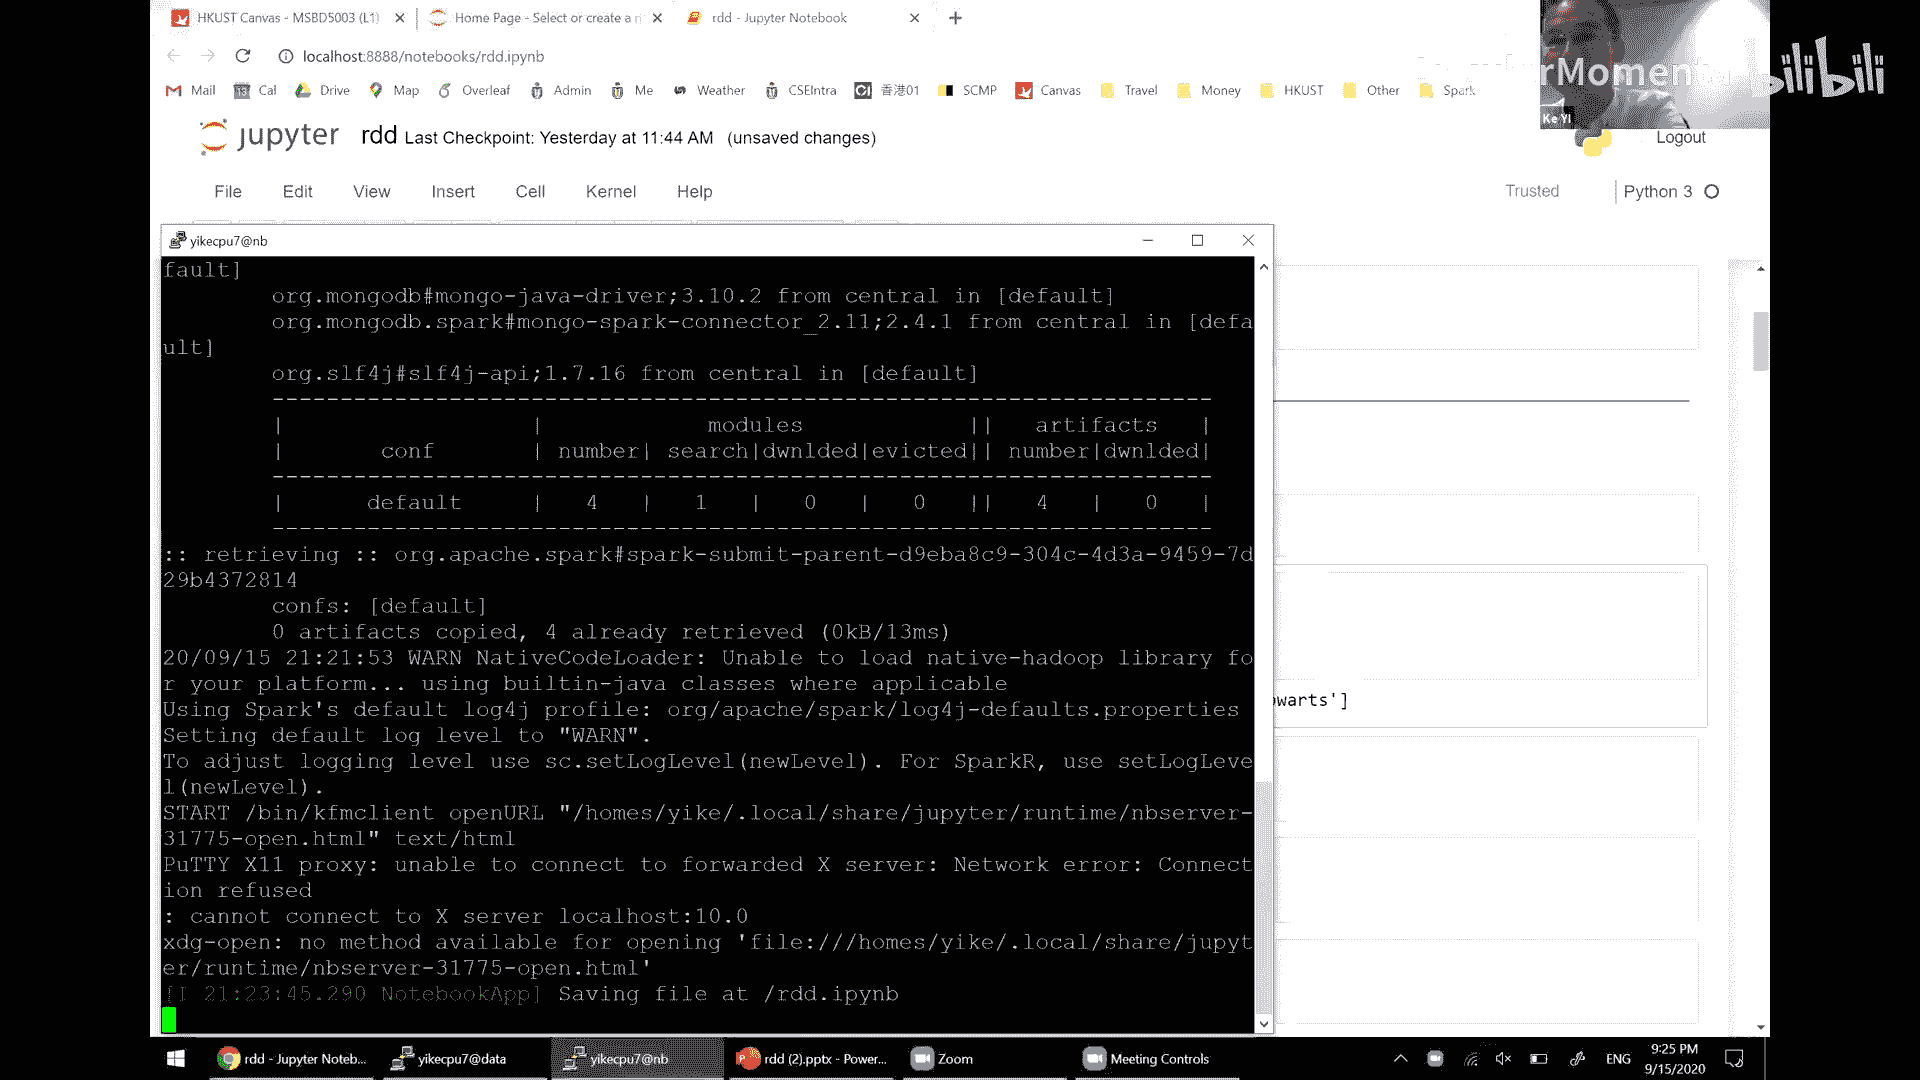 HKUST Canvas - MSBD5003 (L1)
Home Page - Select or create a n
rdd - Jupyter Notebook
localhost:8888/notebooks/rdd.ipynb
Mail Cal Drive Map Overleaf Admin Me Weather CSEIntra 香港01 SCMP Canvas Travel Money HKUST Other Spark
rMoment bilibili
Ke YI
jupyter rdd Last Checkpoint: Yesterday at 11:44 AM (unsaved changes)
Logout
File Edit View Insert Cell Kernel Help
Trusted Python 3
yikecpu7@nb
fault]
org.mongodb#mongo-java-driver;3.10.2 from central in [default]
org.mongodb.spark#mongo-spark-connector_2.11;2.4.1 from central in [defa
ult]
org.slf4j#slf4j-api;1.7.16 from central in [default]
---------------------------------------------------------------------
|                  |            modules            ||   artifacts   |
|       conf       | number| search|dwnlded|evicted|| number|dwnlded|
---------------------------------------------------------------------
|      default     |   4   |   1   |   0   |   0   ||   4   |   0   |
---------------------------------------------------------------------
:: retrieving :: org.apache.spark#spark-submit-parent-d9eba8c9-304c-4d3a-9459-7d
29b4372814
confs: [default]
0 artifacts copied, 4 already retrieved (0kB/13ms)
20/09/15 21:21:53 WARN NativeCodeLoader: Unable to load native-hadoop library fo
r your platform... using builtin-java classes where applicable
Using Spark's default log4j profile: org/apache/spark/log4j-defaults.properties
Setting default log level to "WARN".
To adjust logging level use sc.setLogLevel(newLevel). For SparkR, use setLogLeve
l(newLevel).
START /bin/kfmclient openURL "/homes/yike/.local/share/jupyter/runtime/nbserver-
31775-open.html" text/html
PuTTY X11 proxy: unable to connect to forwarded X server: Network error: Connect
ion refused
: cannot connect to X server localhost:10.0
xdg-open: no method available for opening 'file:///homes/yike/.local/share/jupyt
er/runtime/nbserver-31775-open.html'
[I 21:23:45.290 NotebookApp] Saving file at /rdd.ipynb
warts']
rdd - Jupyter Noteb...
yikecpu7@data
yikecpu7@nb
rdd (2).pptx - Power...
Zoom
Meeting Controls
ENG
9:25 PM
9/15/2020